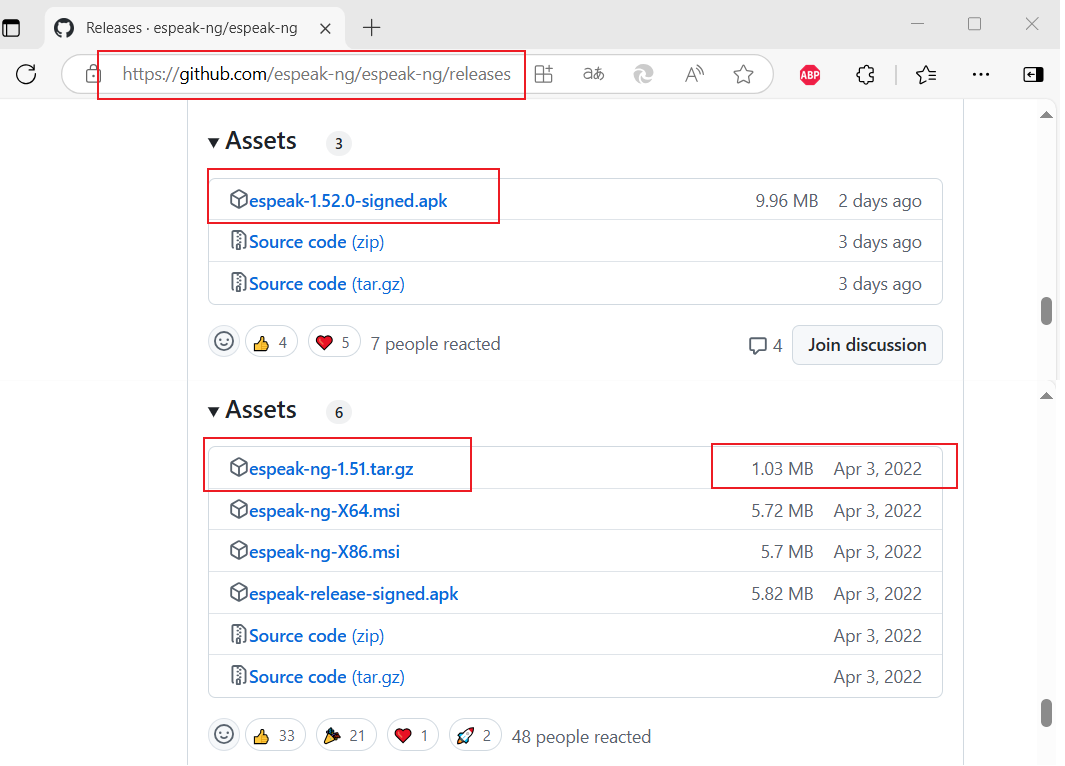 Releases · espeak-ng/espeak-ng
https://github.com/espeak-ng/espeak-ng/releases
aあ
A
ABP
Assets 3
espeak-1.52.0-signed.apk 9.96 MB 2 days ago
Source code (zip) 3 days ago
Source code (tar.gz) 3 days ago
4 5 7 people reacted 4 Join discussion
Assets 6
espeak-ng-1.51.tar.gz 1.03 MB Apr 3, 2022
espeak-ng-X64.msi 5.72 MB Apr 3, 2022
espeak-ng-X86.msi 5.7 MB Apr 3, 2022
espeak-release-signed.apk 5.82 MB Apr 3, 2022
Source code (zip) Apr 3, 2022
Source code (tar.gz) Apr 3, 2022
33 21 1 2 48 people reacted